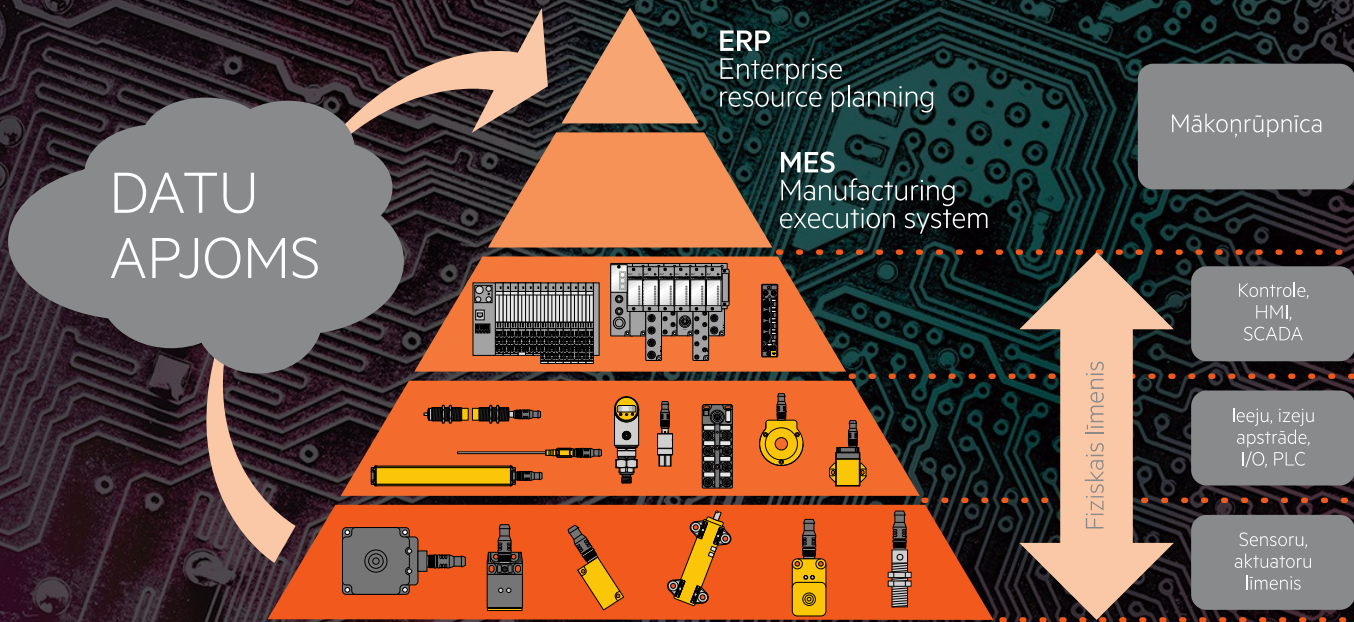 ERP
Enterprise
resource planning
Mākoņrūpnīca
MES
Manufacturing
execution system
DATU
APJOMS
Kontrole,
HMI,
SCADA
Fiziskais līmenis
Ieeju, izeju
apstrāde,
I/O, PLC
Sensoru,
aktuatoru
līmenis